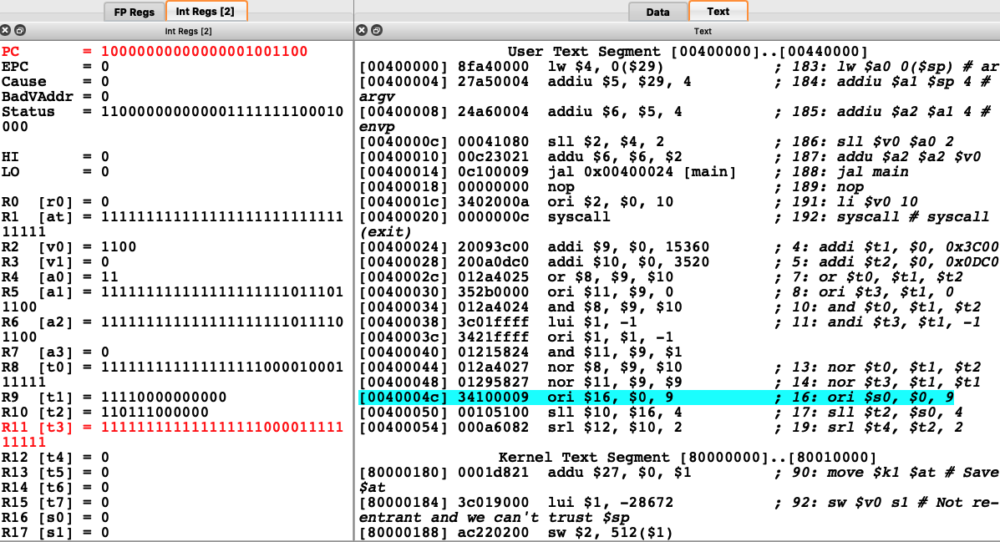 FP Regs
Int Regs [2]
Int Regs [2]
PC = 10000000000000001001100
EPC = 0
Cause = 0
BadVAddr = 0
Status = 110000000000001111111100010
000
HI = 0
LO = 0
R0 [r0] = 0
R1 [at] = 111111111111111111111111111
11111
R2 [v0] = 1100
R3 [v1] = 0
R4 [a0] = 11
R5 [a1] = 111111111111111111111011101
1100
R6 [a2] = 111111111111111111111011110
1100
R7 [a3] = 0
R8 [t0] = 111111111111111111000010001
11111
R9 [t1] = 11110000000000
R10 [t2] = 110111000000
R11 [t3] = 111111111111111111000011111
11111
R12 [t4] = 0
R13 [t5] = 0
R14 [t6] = 0
R15 [t7] = 0
R16 [s0] = 0
R17 [s1] = 0
Data
Text
Text
User Text Segment [00400000]..[00440000]
[00400000] 8fa40000 lw $4, 0($29) ; 183: lw $a0 0($sp) # ar
[00400004] 27a50004 addiu $5, $29, 4 ; 184: addiu $a1 $sp 4 #
argv
[00400008] 24a60004 addiu $6, $5, 4 ; 185: addiu $a2 $a1 4 #
envp
[0040000c] 00041080 sll $2, $4, 2 ; 186: sll $v0 $a0 2
[00400010] 00c23021 addu $6, $6, $2 ; 187: addu $a2 $a2 $v0
[00400014] 0c100009 jal 0x00400024 [main] ; 188: jal main
[00400018] 00000000 nop ; 189: nop
[0040001c] 3402000a ori $2, $0, 10 ; 191: li $v0 10
[00400020] 0000000c syscall ; 192: syscall # syscall
(exit)
[00400024] 20093c00 addi $9, $0, 15360 ; 4: addi $t1, $0, 0x3C00
[00400028] 200a0dc0 addi $10, $0, 3520 ; 5: addi $t2, $0, 0x0DC0
[0040002c] 012a4025 or $8, $9, $10 ; 7: or $t0, $t1, $t2
[00400030] 352b0000 ori $11, $9, 0 ; 8: ori $t3, $t1, 0
[00400034] 012a4024 and $8, $9, $10 ; 10: and $t0, $t1, $t2
[00400038] 3c01ffff lui $1, -1 ; 11: andi $t3, $t1, -1
[0040003c] 3421ffff ori $1, $1, -1
[00400040] 01215824 and $11, $9, $1
[00400044] 012a4027 nor $8, $9, $10 ; 13: nor $t0, $t1, $t2
[00400048] 01295827 nor $11, $9, $9 ; 14: nor $t3, $t1, $t1
[0040004c] 34100009 ori $16, $0, 9 ; 16: ori $s0, $0, 9
[00400050] 00105100 sll $10, $16, 4 ; 17: sll $t2, $s0, 4
[00400054] 000a6082 srl $12, $10, 2 ; 19: srl $t4, $t2, 2
Kernel Text Segment [80000000]..[80010000]
[80000180] 0001d821 addu $27, $0, $1 ; 90: move $k1 $at # Save
$at
[80000184] 3c019000 lui $1, -28672 ; 92: sw $v0 s1 # Not re-
entrant and we can't trust $sp
[80000188] ac220200 sw $2, 512($1)